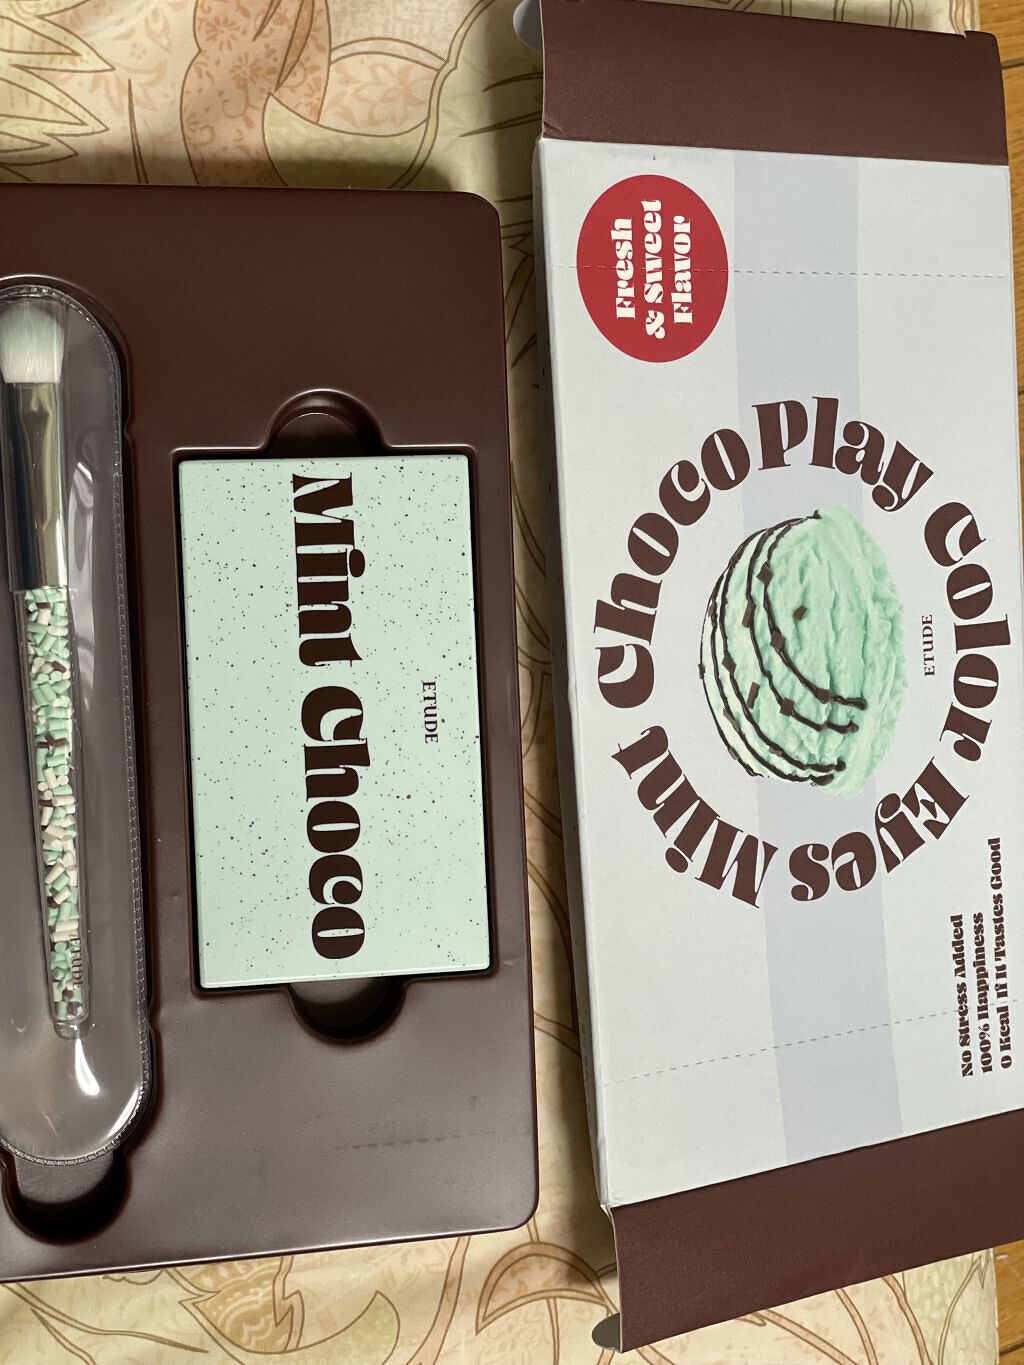 ETUDE
Mint Choco
ETUDE
Fresh
& Sweet
Flavor
Play Color Eyes Mint Choco
ETUDE
No Stress Added
100% Happiness
0 Kcal If It Tastes Good